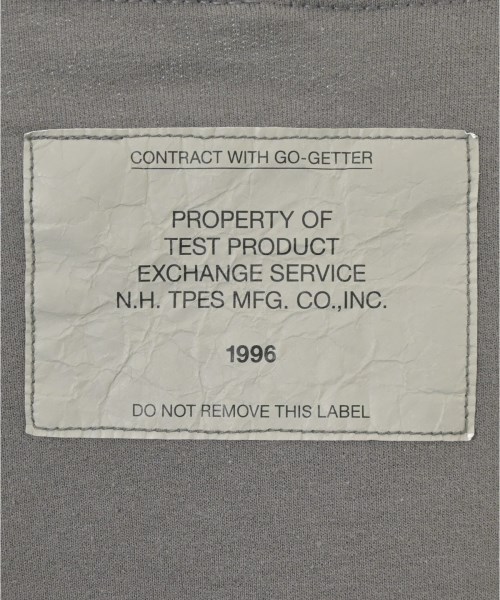 CONTRACT WITH GO-GETTER
PROPERTY OF
TEST PRODUCT
EXCHANGE SERVICE
N.H. TPES MFG. CO.,INC.
1996
DO NOT REMOVE THIS LABEL